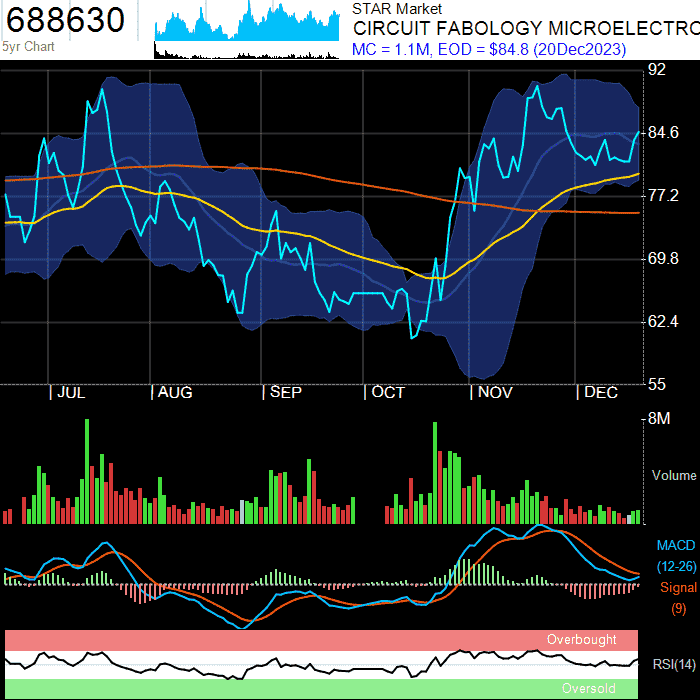 688630
5yr Chart
STAR Market
CIRCUIT FABOLOGY MICROELECTRO
MC = 1.1M, EOD = $84.8 (20Dec2023)
92
84.6
77.2
69.8
62.4
55
JUL
AUG
SEP
OCT
NOV
DEC
8M
Volume
MACD
(12-26)
Signal
(9)
Overbought
RSI(14)
Oversold